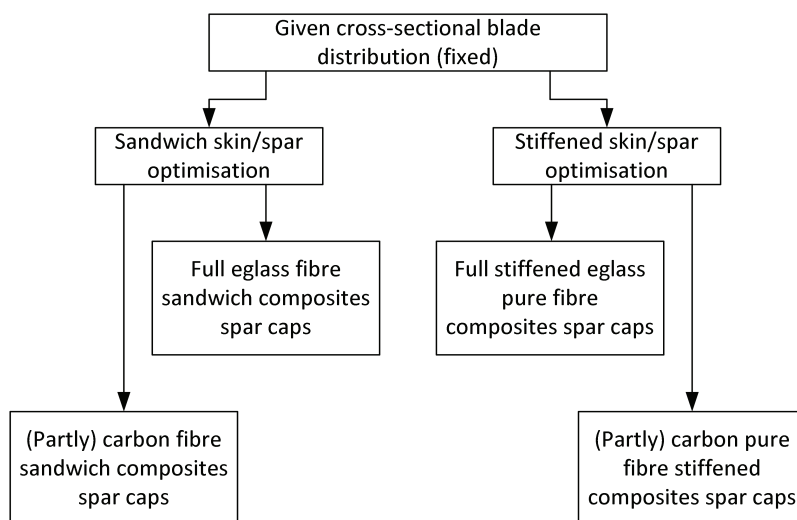 Given cross-sectional blade
distribution (fixed)
Sandwich skin/spar
optimisation
Stiffened skin/spar
optimisation
Full eglass fibre
sandwich composites
spar caps
Full stiffened eglass
pure fibre
composites spar caps
(Partly) carbon fibre
sandwich composites
spar caps
(Partly) carbon pure
fibre stiffened
composites spar caps